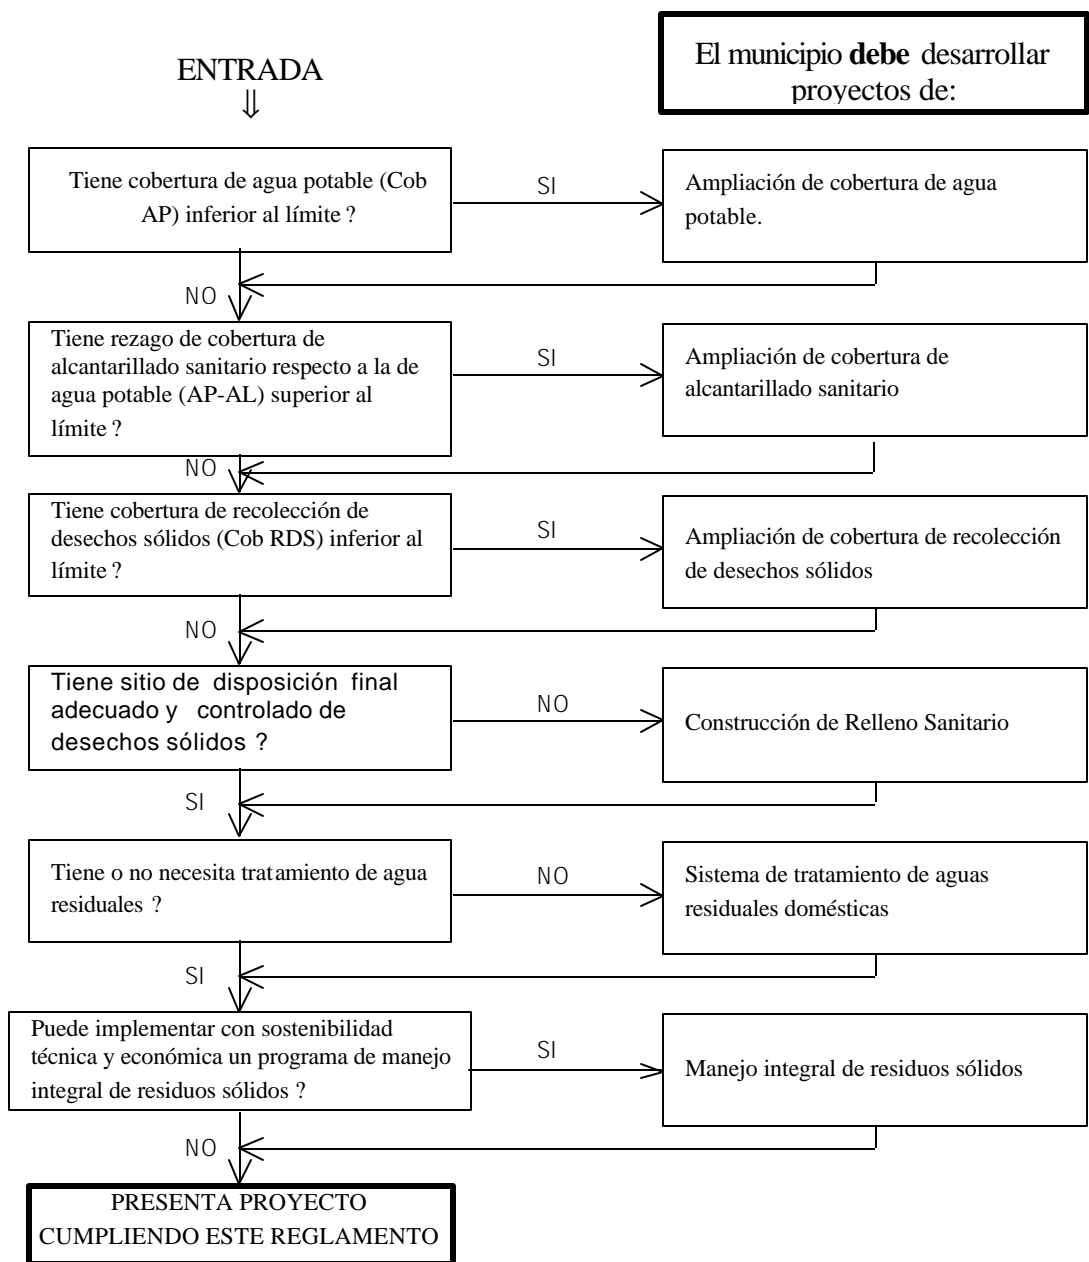 ENTRADA
⇓
El municipio debe desarrollar
proyectos de:
Tiene cobertura de agua potable (Cob
AP) inferior al límite ?
SI
Ampliación de cobertura de agua
potable.
NO
Tiene rezago de cobertura de
alcantarillado sanitario respecto a la de
agua potable (AP-AL) superior al
límite ?
SI
Ampliación de cobertura de
alcantarillado sanitario
NO
Tiene cobertura de recolección de
desechos sólidos (Cob RDS) inferior al
límite ?
SI
Ampliación de cobertura de recolección
de desechos sólidos
NO
Tiene sitio de disposición final
adecuado y controlado de
desechos sólidos ?
NO
Construcción de Relleno Sanitario
SI
Tiene o no necesita tratamiento de agua
residuales ?
NO
Sistema de tratamiento de aguas
residuales domésticas
SI
Puede implementar con sostenibilidad
técnica y económica un programa de manejo
integral de residuos sólidos ?
SI
Manejo integral de residuos sólidos
NO
PRESENTA PROYECTO
CUMPLIENDO ESTE REGLAMENTO